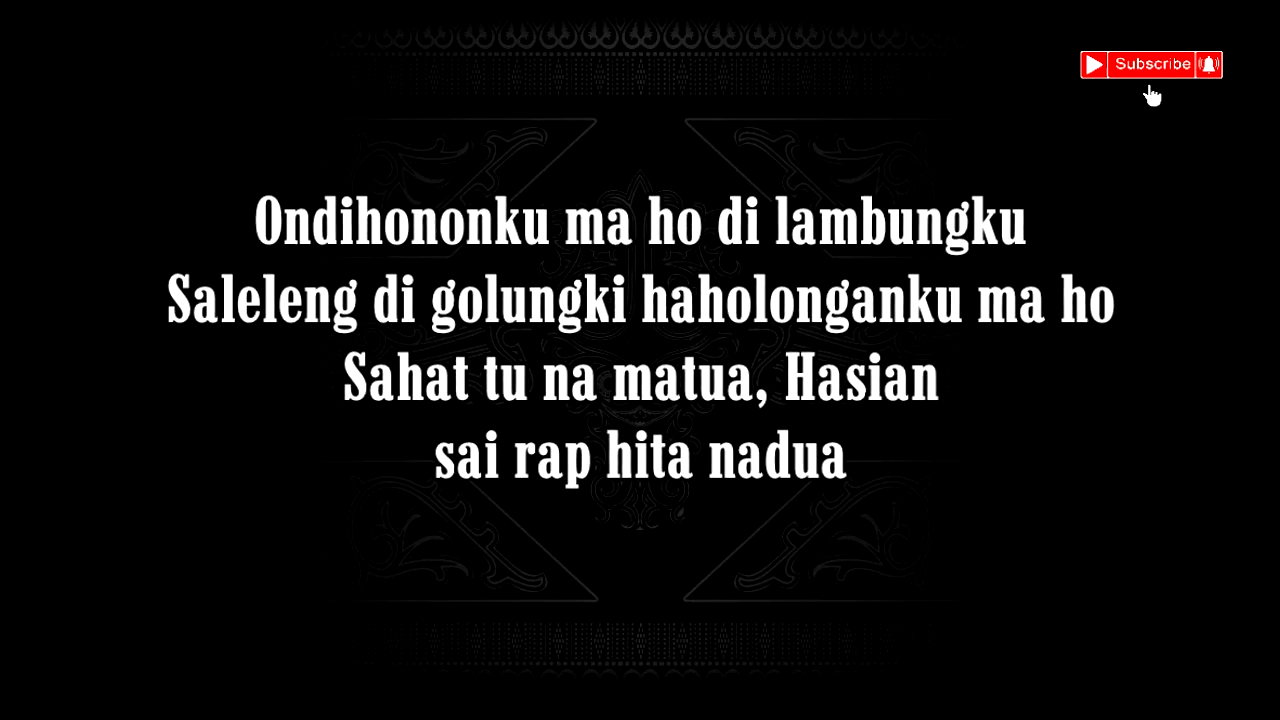 Subscribe
Ondihononku ma ho di lambungku
Saleleng di golungki haholonganku ma ho
Sahat tu na matua, Hasian
sai rap hita nadua